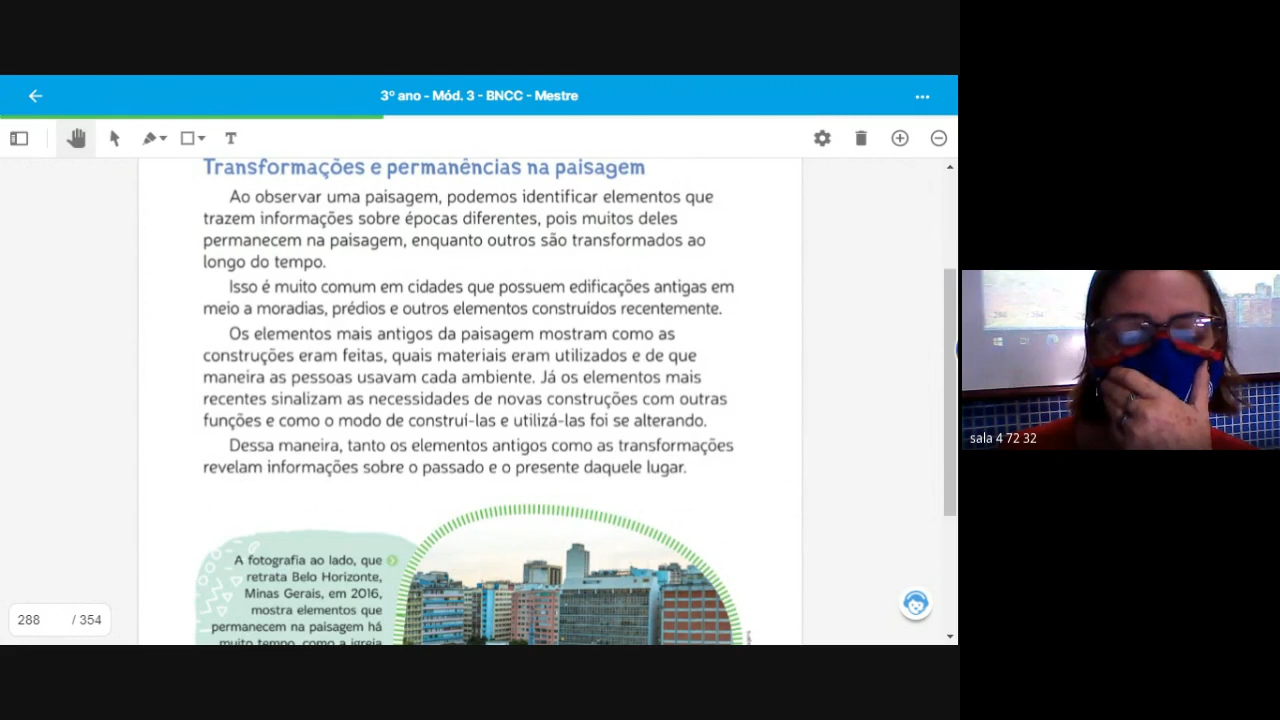 3º ano - Mód. 3 - BNCC - Mestre
T
Transformações e permanências na paisagem
Ao observar uma paisagem, podemos identificar elementos que
trazem informações sobre épocas diferentes, pois muitos deles
permanecem na paisagem, enquanto outros são transformados ao
longo do tempo.
Isso é muito comum em cidades que possuem edificações antigas em
meio a moradias, prédios e outros elementos construídos recentemente.
Os elementos mais antigos da paisagem mostram como as
construções eram feitas, quais materiais eram utilizados e de que
maneira as pessoas usavam cada ambiente. Já os elementos mais
recentes sinalizam as necessidades de novas construções com outras
funções e como o modo de construí-las e utilizá-las foi se alterando.
Dessa maneira, tanto os elementos antigos como as transformações
revelam informações sobre o passado e o presente daquele lugar.
A fotografia ao lado, que
retrata Belo Horizonte,
Minas Gerais, em 2016,
mostra elementos que
permanecem na paisagem há
muito tempo, como a igreja
288 / 354
sala 4 72 32